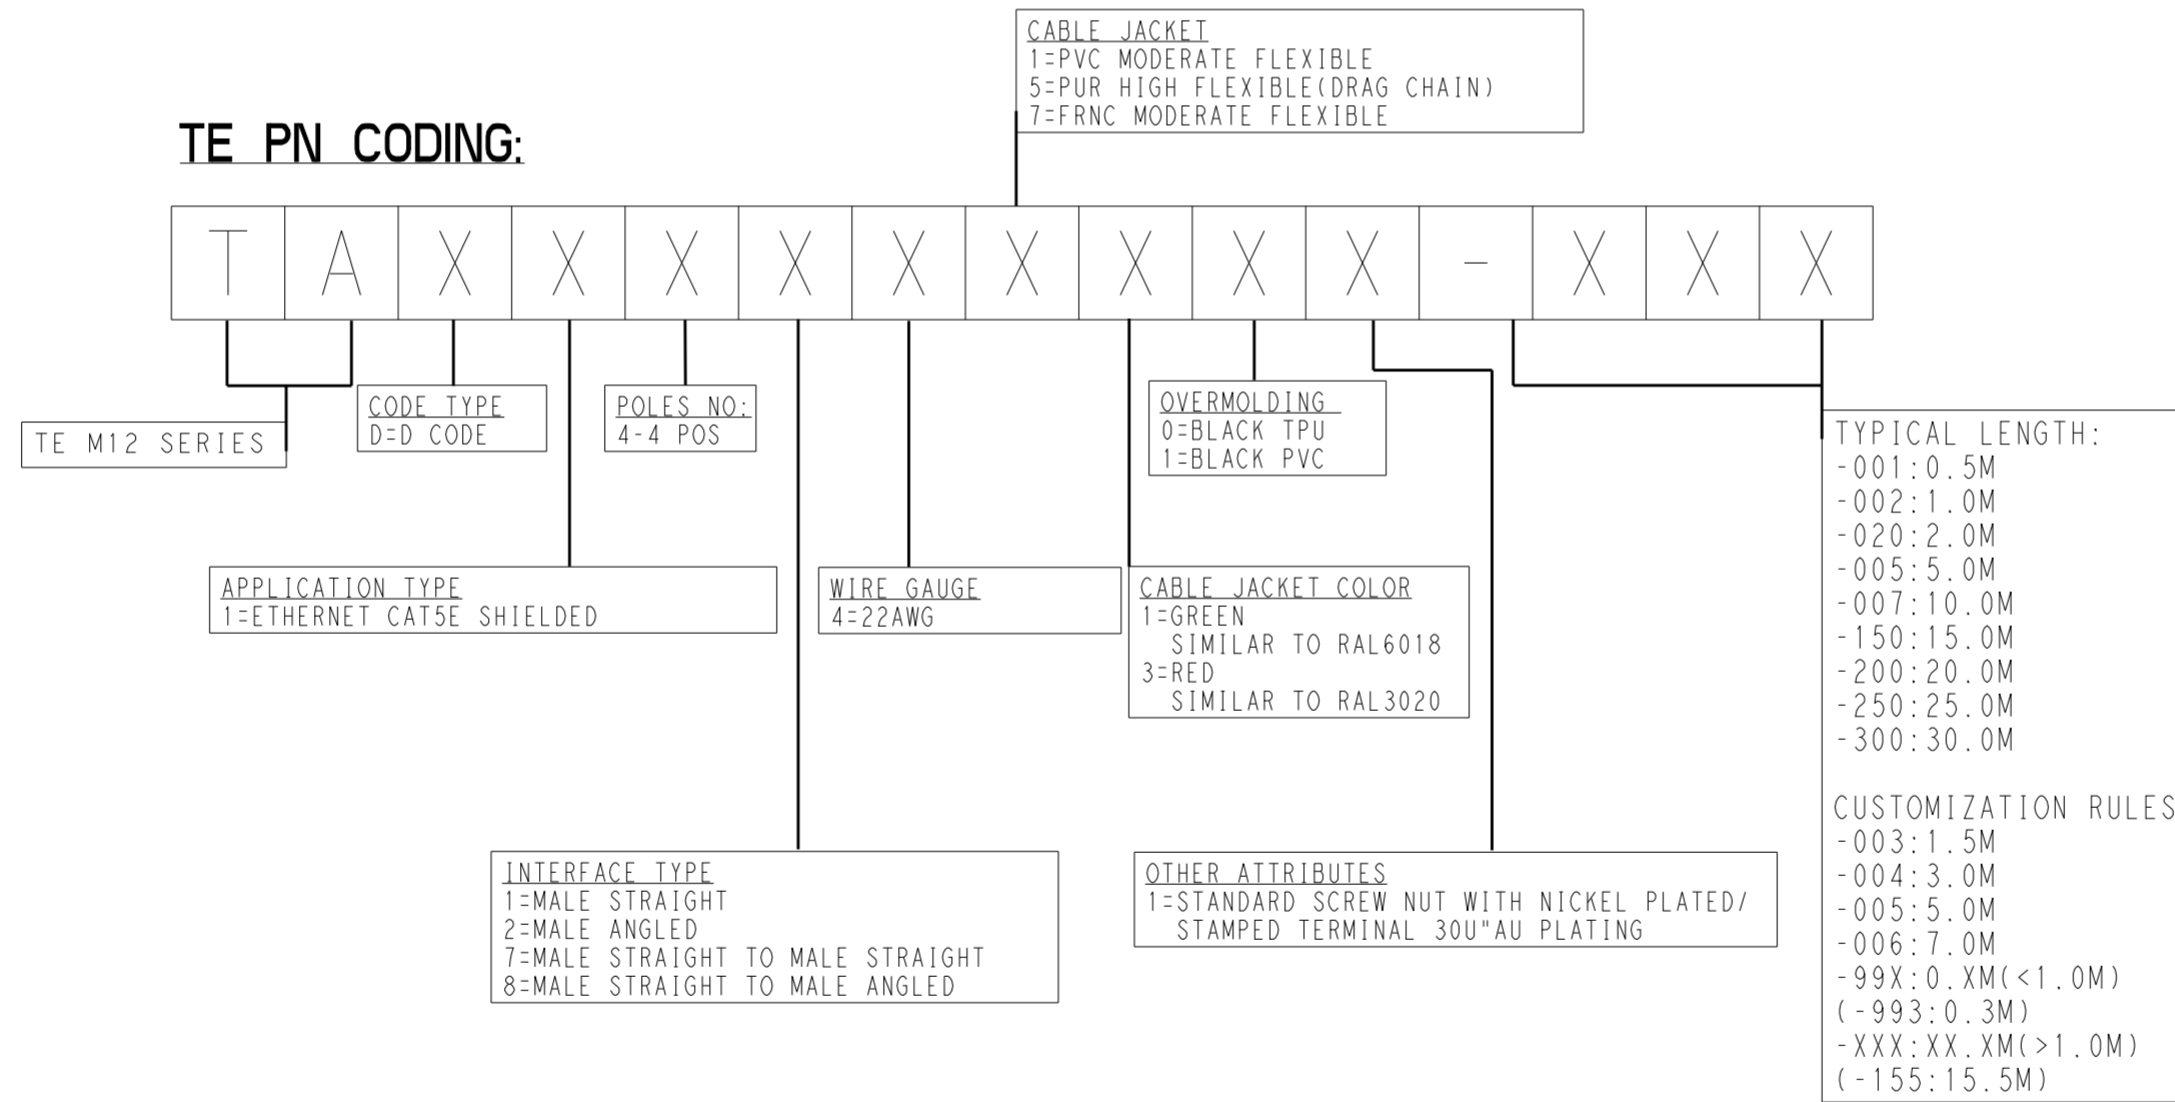 CABLE JACKET
1=PVC MODERATE FLEXIBLE
5=PUR HIGH FLEXIBLE(DRAG CHAIN)
7=FRNC MODERATE FLEXIBLE
TE PN CODING:
T A X X X X X X X X X - X X X
TE M12 SERIES
CODE TYPE
D=D CODE
POLES NO:
4-4 POS
OVERMOLDING
0=BLACK TPU
1=BLACK PVC
APPLICATION TYPE
1=ETHERNET CAT5E SHIELDED
WIRE GAUGE
4=22AWG
CABLE JACKET COLOR
1=GREEN
SIMILAR TO RAL6018
3=RED
SIMILAR TO RAL3020
INTERFACE TYPE
1=MALE STRAIGHT
2=MALE ANGLED
7=MALE STRAIGHT TO MALE STRAIGHT
8=MALE STRAIGHT TO MALE ANGLED
OTHER ATTRIBUTES
1=STANDARD SCREW NUT WITH NICKEL PLATED/
STAMPED TERMINAL 30U"AU PLATING
TYPICAL LENGTH:
-001:0.5M
-002:1.0M
-020:2.0M
-005:5.0M
-007:10.0M
-150:15.0M
-200:20.0M
-250:25.0M
-300:30.0M
CUSTOMIZATION RULES
-003:1.5M
-004:3.0M
-005:5.0M
-006:7.0M
-99X:0.XM(<1.0M)
(-993:0.3M)
-XXX:XX.XM(>1.0M)
(-155:15.5M)